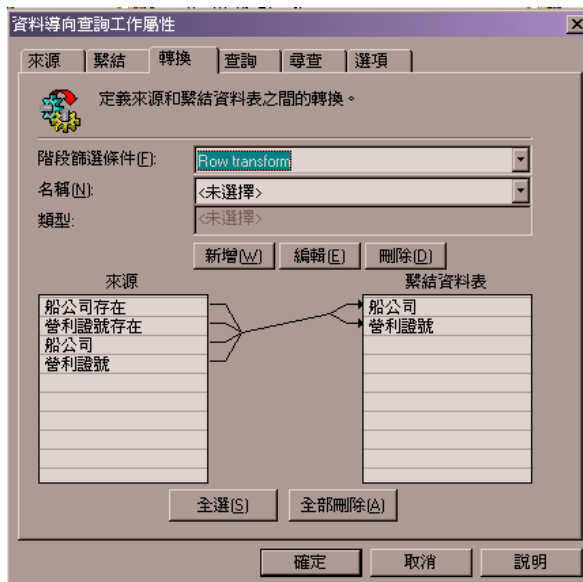 資料導向查詢工作屬性
來源 繫結 轉換 查詢 尋查 選項
定義來源和繫結資料表之間的轉換。
階段篩選條件(F): Row transform
名稱(N): <未選擇>
類型: <未選擇>
新增(W) 編輯(E) 刪除(D)
來源 繫結資料表
船公司存在 船公司
營利證號存在 營利證號
船公司
營利證號
全選(S) 全部刪除(A)
確定 取消 說明